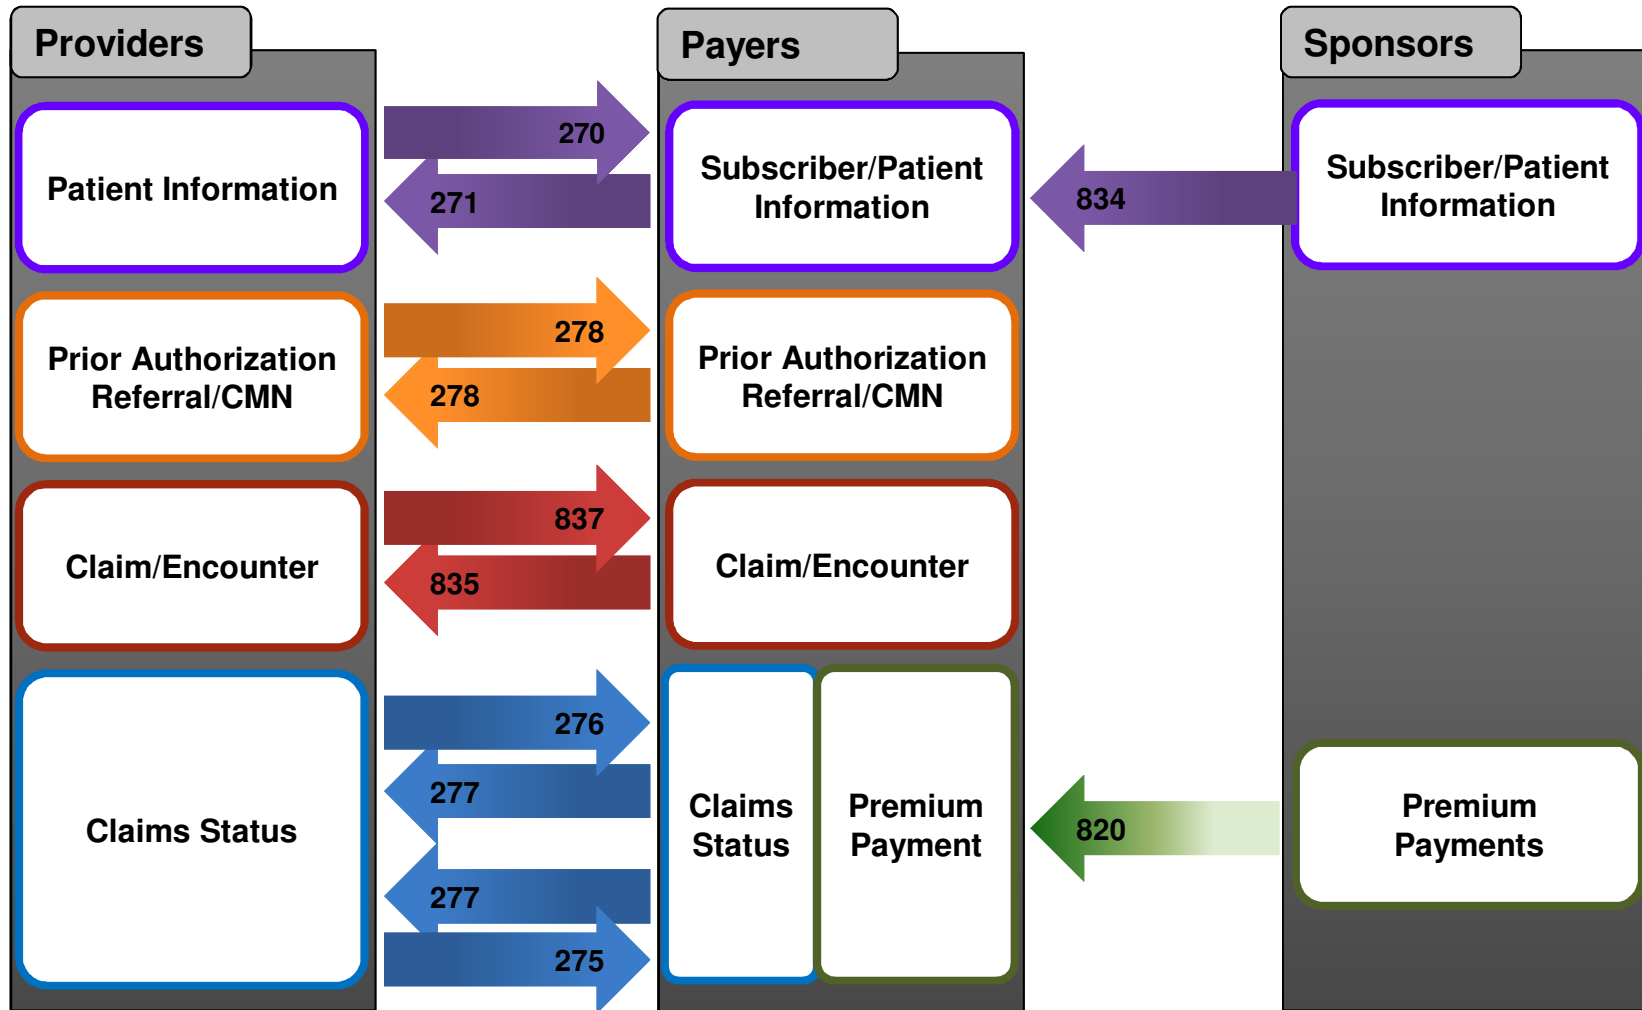 Providers
Payers
Sponsors
Patient Information
270
271
Subscriber/Patient
Information
834
Subscriber/Patient
Information
Prior Authorization
Referral/CMN
278
278
Prior Authorization
Referral/CMN
Claim/Encounter
837
835
Claim/Encounter
Claims Status
276
277
277
275
Claims
Status
Premium
Payment
820
Premium
Payments